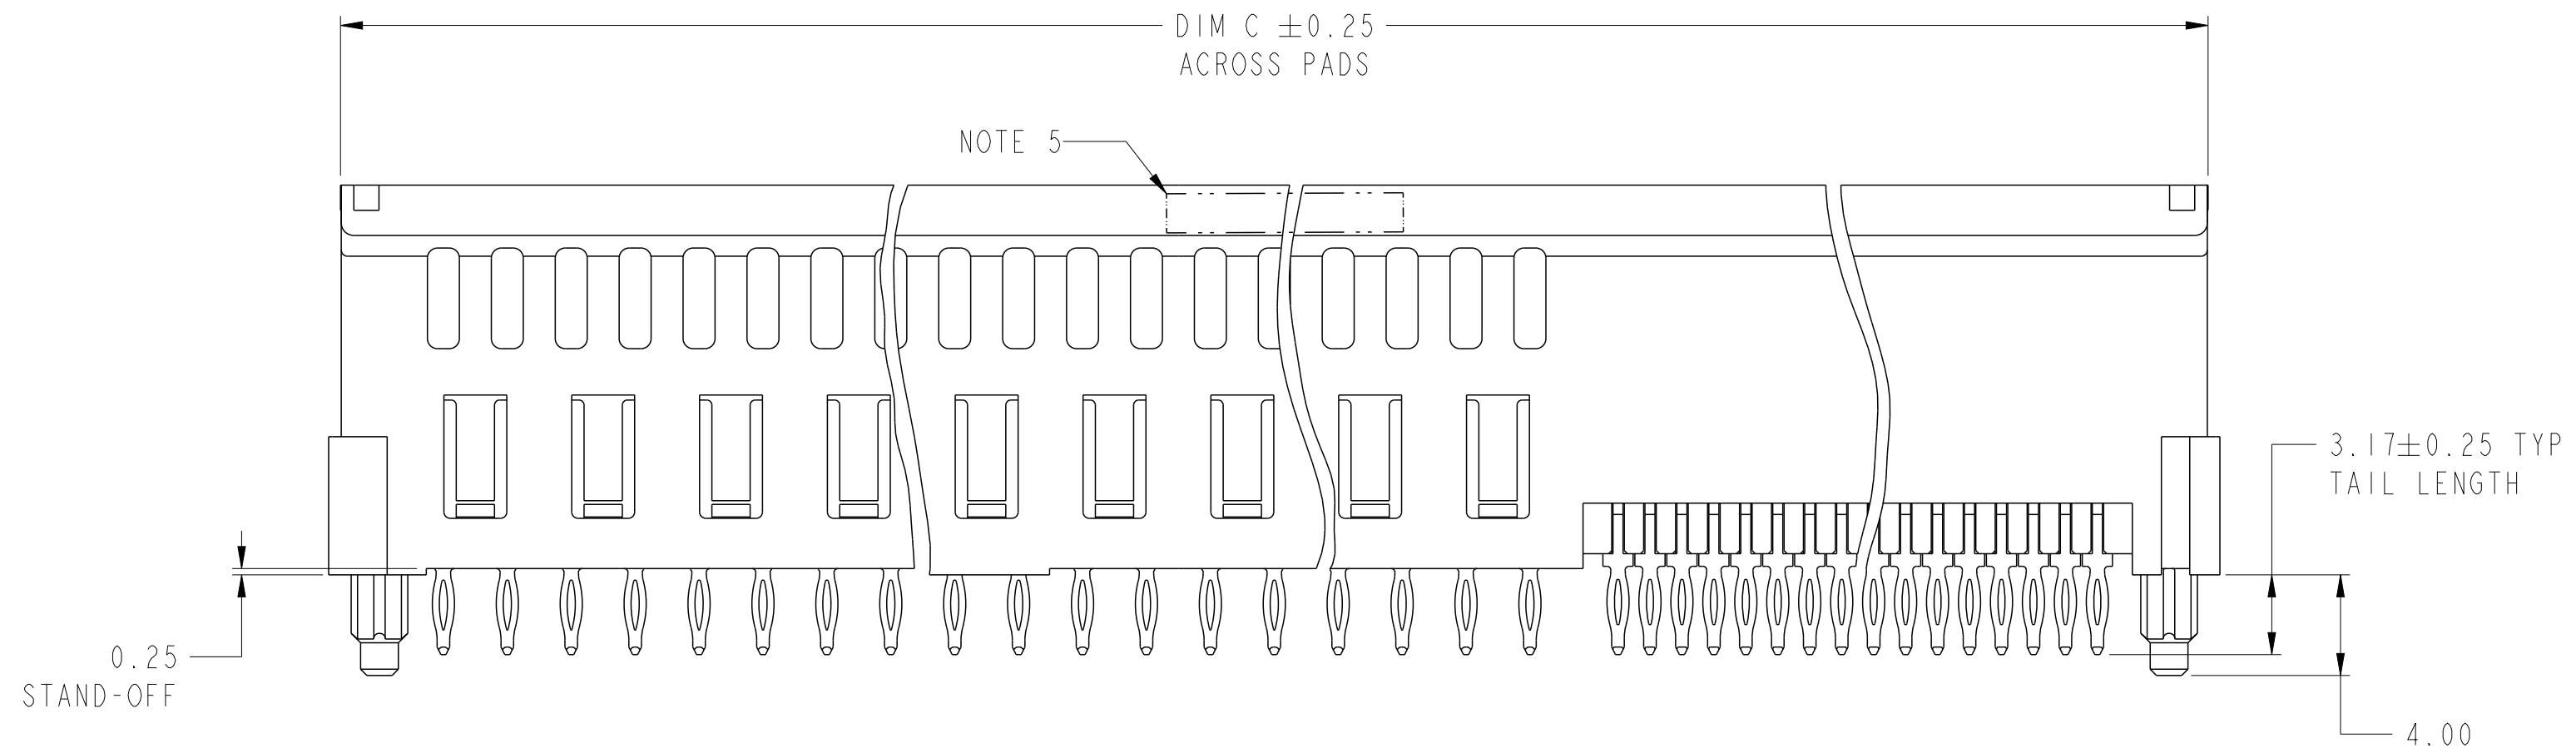 DIM C ±0.25
ACROSS PADS
NOTE 5
3.17±0.25 TYP
TAIL LENGTH
0.25
STAND-OFF
4.00